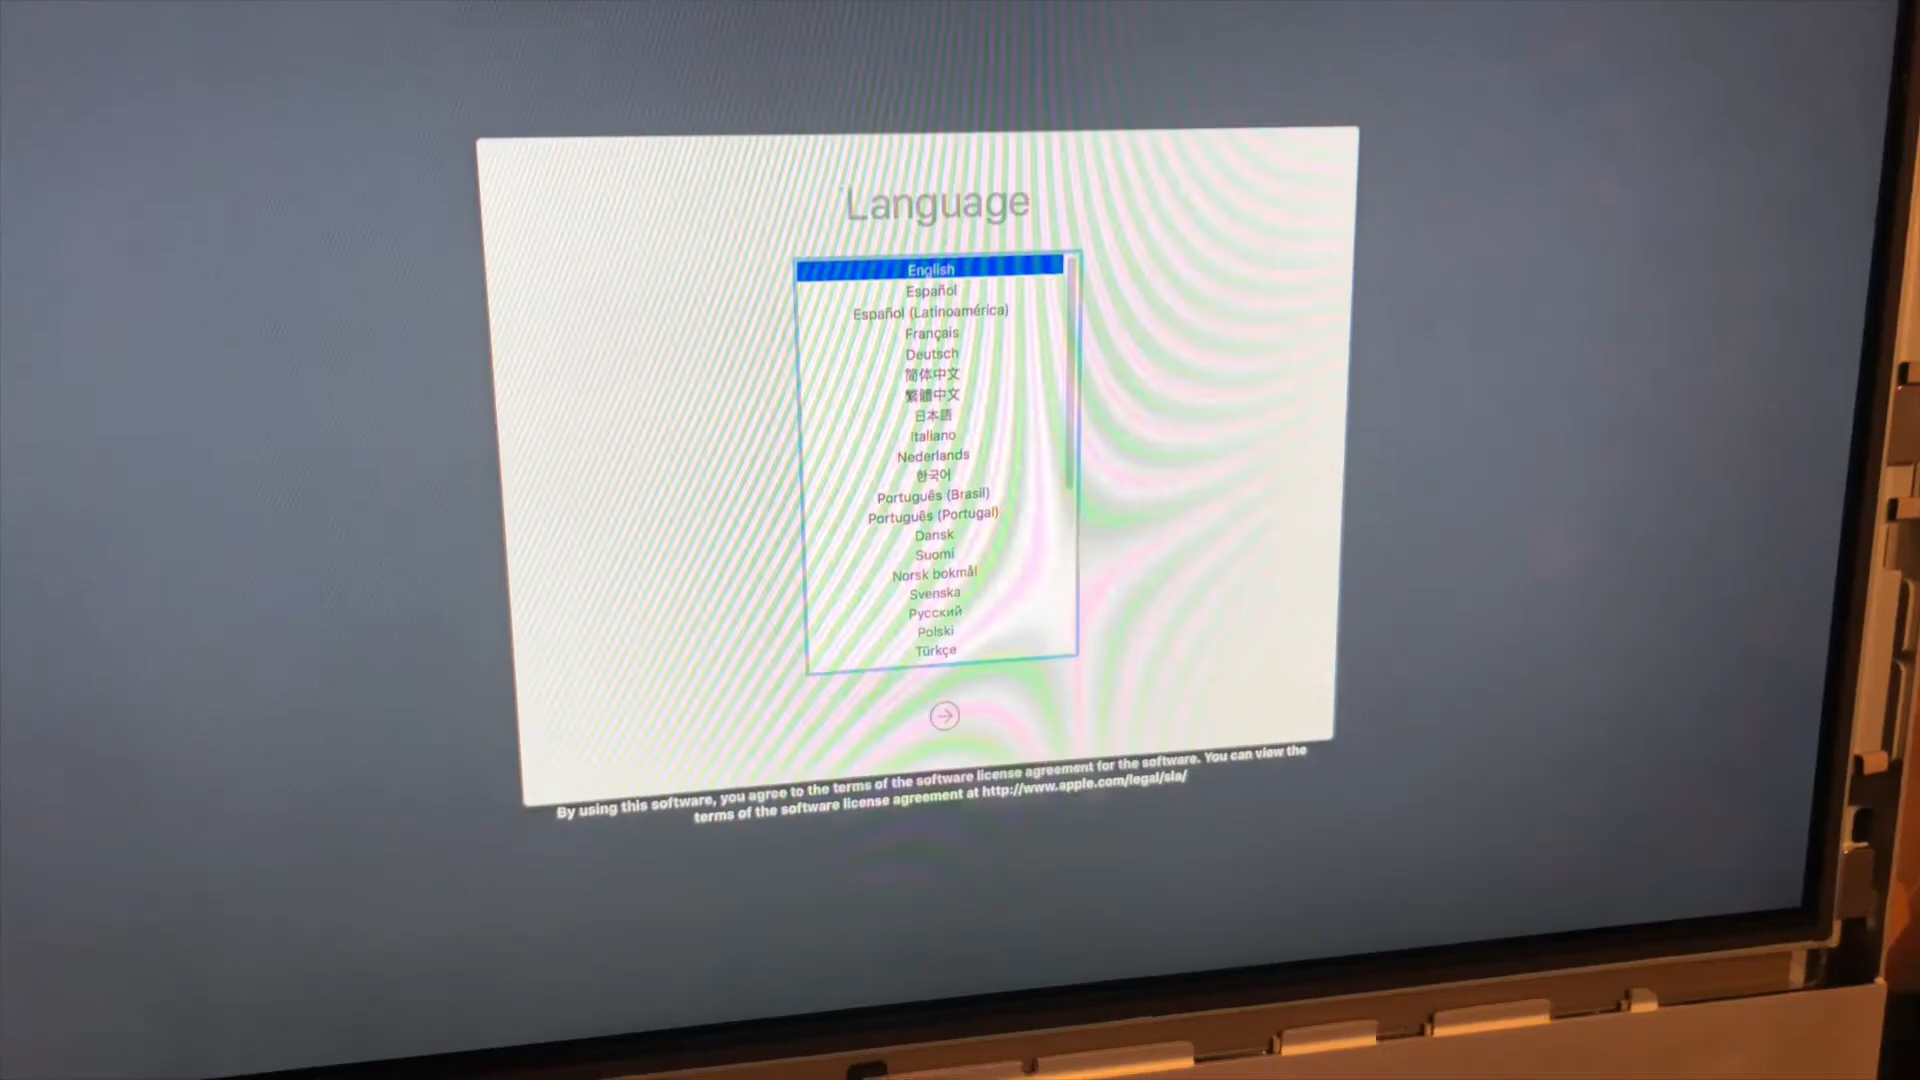 Language
English
Español
Español (Latinoamérica)
Français
Deutsch
简体中文
繁體中文
日本語
Italiano
Nederlands
한국어
Português (Brasil)
Português (Portugal)
Dansk
Suomi
Norsk bokmål
Svenska
Русский
Polski
Türkçe
By using this software, you agree to the terms of the software license agreement for the software. You can view the
terms of the software license agreement at http://www.apple.com/legal/sla/